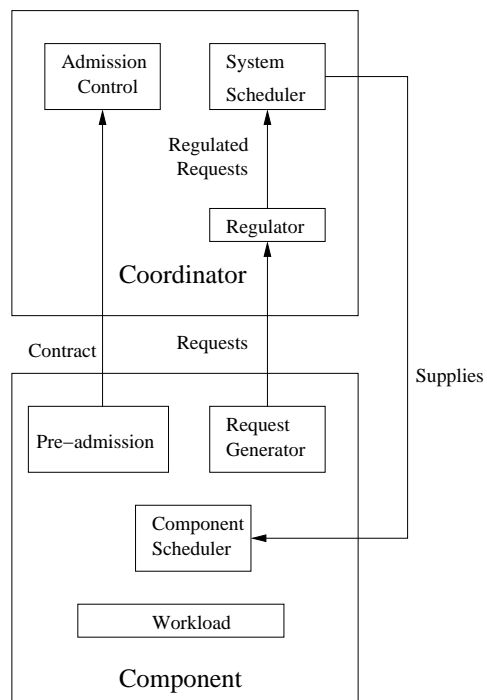 Admission
Control
System
Scheduler
Regulated
Requests
Regulator
Coordinator
Contract
Requests
Supplies
Pre−admission
Request
Generator
Component
Scheduler
Workload
Component